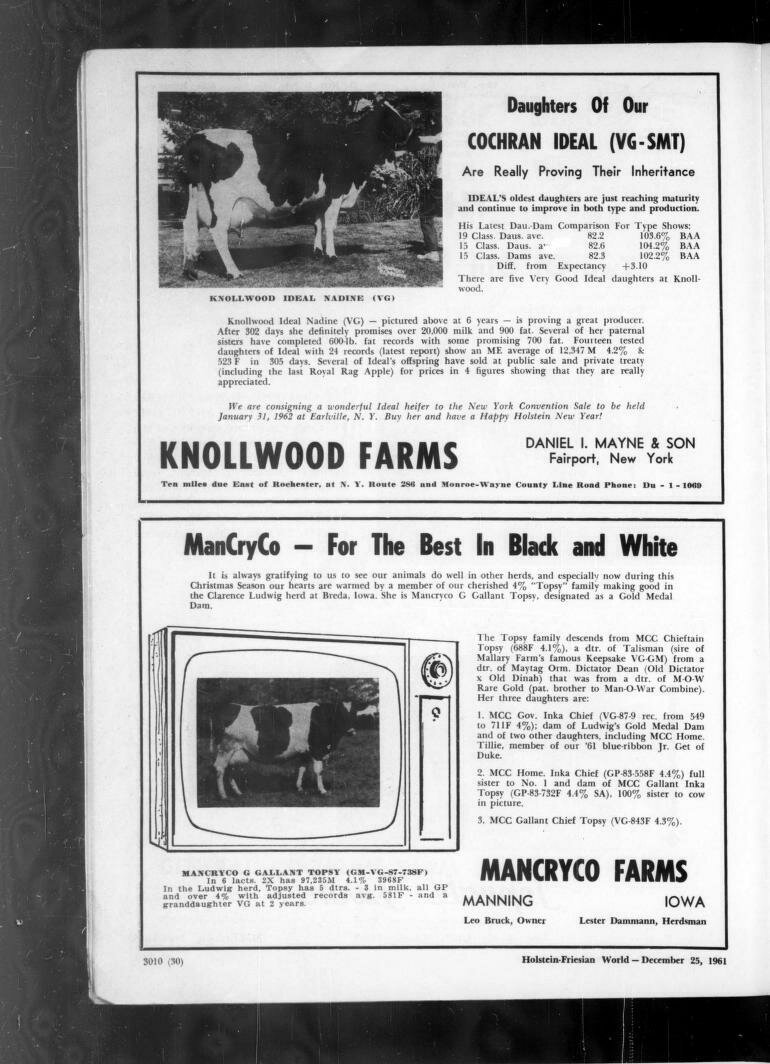 Daughters Of Our
COCHRAN IDEAL (VG-SMT)
Are Really Proving Their Inheritance
IDEAL'S oldest daughters are just reaching maturity
and continue to improve in both type and production.
His Latest Dau.-Dam Comparison For Type Shows:
19 Class. Daus. ave. 82.2 103.6% BAA
15 Class. Daus. a 82.6 104.2% BAA
15 Class. Dams ave. 82.3 102.2% BAA
Diff. from Expectancy +3.10
There are five Very Good Ideal daughters at Knoll-
wood.
KNOLLWOOD IDEAL NADINE (VG)
Knollwood Ideal Nadine (VG) — pictured above at 6 years — is proving a great producer.
After 302 days she definitely promises over 20,000 milk and 900 fat. Several of her paternal
sisters have completed 600-lb. fat records with some promising 700 fat. Fourteen tested
daughters of Ideal with 24 records (latest report) show an ME average of 12,347 M 4.2% &
523 F in 305 days. Several of Ideal's offspring have sold at public sale and private treaty
(including the last Royal Rag Apple) for prices in 4 figures showing that they are really
appreciated.
We are consigning a wonderful Ideal heifer to the New York Convention Sale to be held
January 31, 1962 at Earlville, N. Y. Buy her and have a Happy Holstein New Year!
KNOLLWOOD FARMS
DANIEL I. MAYNE & SON
Fairport, New York
Ten miles due East of Rochester, at N. Y. Route 286 and Monroe-Wayne County Line Road Phone: Du - 1 - 1069
ManCryCo — For The Best In Black and White
It is always gratifying to us to see our animals do well in other herds, and especially now during this
Christmas Season our hearts are warmed by a member of our cherished 4% "Topsy" family making good in
the Clarence Ludwig herd at Breda, Iowa. She is Mancryco G Gallant Topsy, designated as a Gold Medal
Dam.
The Topsy family descends from MCC Chieftain
Topsy (688F 4.1%), a dtr. of Talisman (sire of
Mallary Farm's famous Keepsake VG-GM) from a
dtr. of Maytag Orm. Dictator Dean (Old Dictator
x Old Dinah) that was from a dtr. of M-O-W
Rare Gold (pat. brother to Man-O-War Combine).
Her three daughters are:
1. MCC Gov. Inka Chief (VG-87-9 rec. from 549
to 711F 4%); dam of Ludwig's Gold Medal Dam
and of two other daughters, including MCC Home.
Tillie, member of our '61 blue-ribbon Jr. Get of
Duke.
2. MCC Home. Inka Chief (GP-83-558F 4.4%) full
sister to No. 1 and dam of MCC Gallant Inka
Topsy (GP-83-732F 4.4% SA), 100% sister to cow
in picture.
3. MCC Gallant Chief Topsy (VG-843F 4.3%).
MANCRYCO G GALLANT TOPSY (GM-VG-87-738F)
In 6 lacts. 2X has 97,235M 4.1% 3968F
In the Ludwig herd, Topsy has 5 dtrs. - 3 in milk, all GP
and over 4% with adjusted records avg. 581F - and a
granddaughter VG at 2 years.
MANCRYCO FARMS
MANNING IOWA
Leo Bruck, Owner Lester Dammann, Herdsman
3010 (30)
Holstein-Friesian World — December 25, 1961